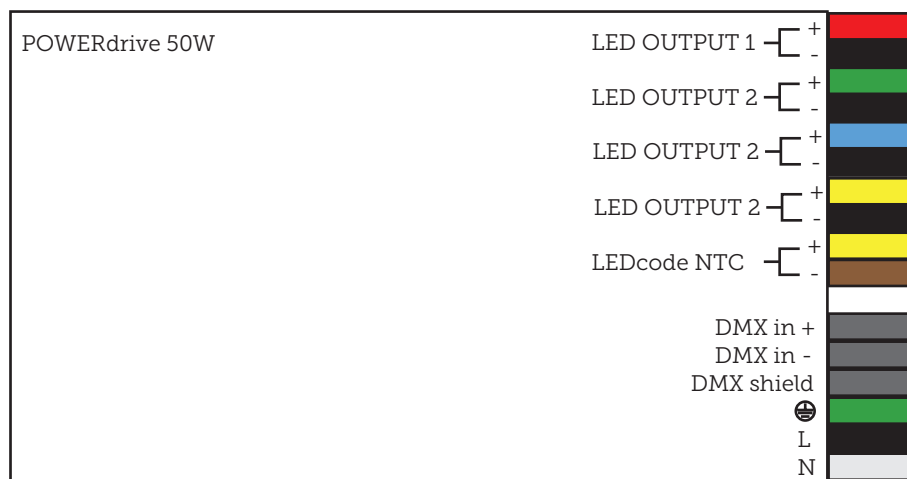 POWERdrive 50W
LED OUTPUT 1 + -
LED OUTPUT 2 + -
LED OUTPUT 2 + -
LED OUTPUT 2 + -
LEDcode NTC + -
DMX in +
DMX in -
DMX shield
L
N